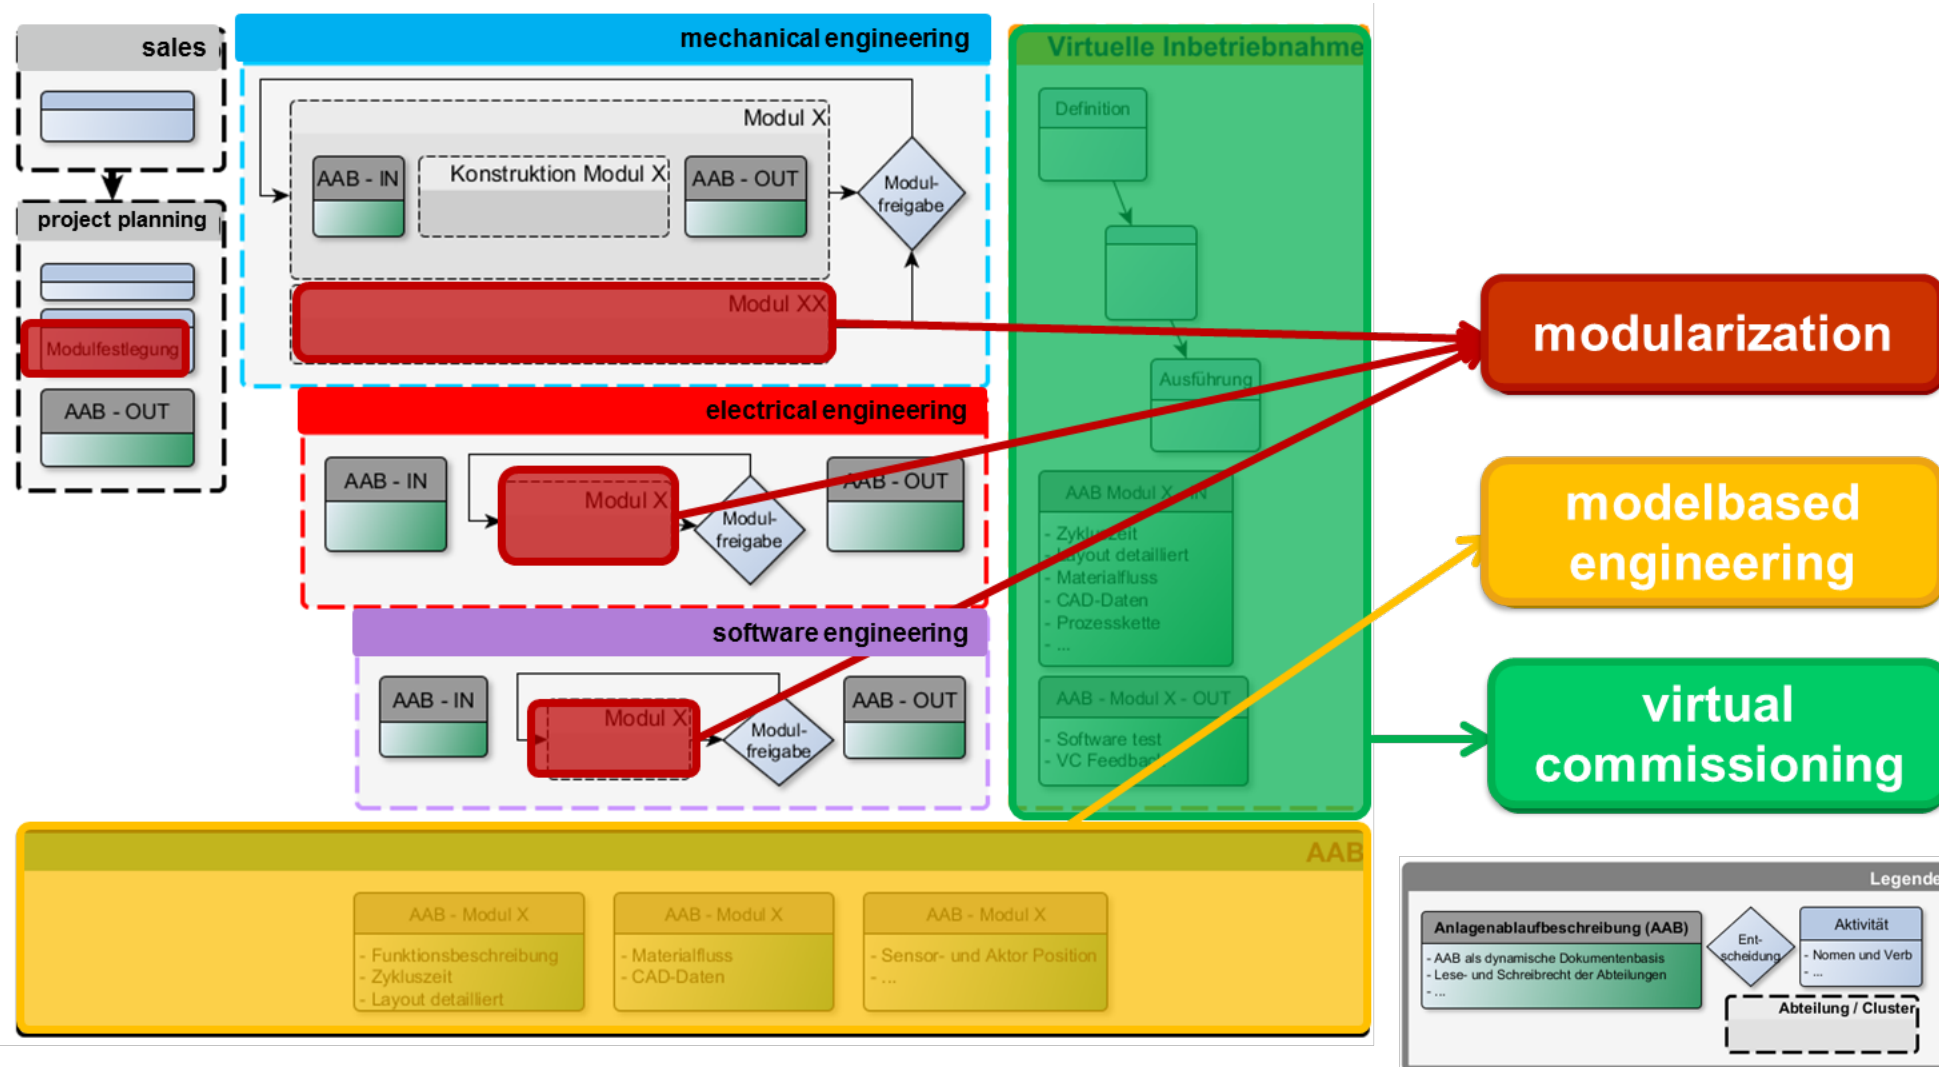 sales
project planning
Modulfestlegung
AAB - OUT
mechanical engineering
Modul X
AAB - IN
Konstruktion Modul X
AAB - OUT
Modul-
freigabe
Modul XX
electrical engineering
AAB - IN
Modul X
Modul-
freigabe
AAB - OUT
software engineering
AAB - IN
Modul X
Modul-
freigabe
AAB - OUT
Virtuelle Inbetriebnahme
Definition
Ausführung
AAB Modul X - IN
- Zykluszeit
- Layout detailliert
- Materialfluss
- CAD-Daten
- Prozesskette
- ...
AAB - Modul X - OUT
- Software test
- VC Feedback
AAB
AAB - Modul X
- Funktionsbeschreibung
- Zykluszeit
- Layout detailliert
AAB - Modul X
- Materialfluss
- CAD-Daten
AAB - Modul X
- Sensor- und Aktor Position
- ...
modularization
modelbased
engineering
virtual
commissioning
Legende
Anlagenablaufbeschreibung (AAB)
- AAB als dynamische Dokumentenbasis
- Lese- und Schreibrecht der Abteilungen
- ...
Ent-
scheidung
Aktivität
- Nomen und Verb
- ...
Abteilung / Cluster